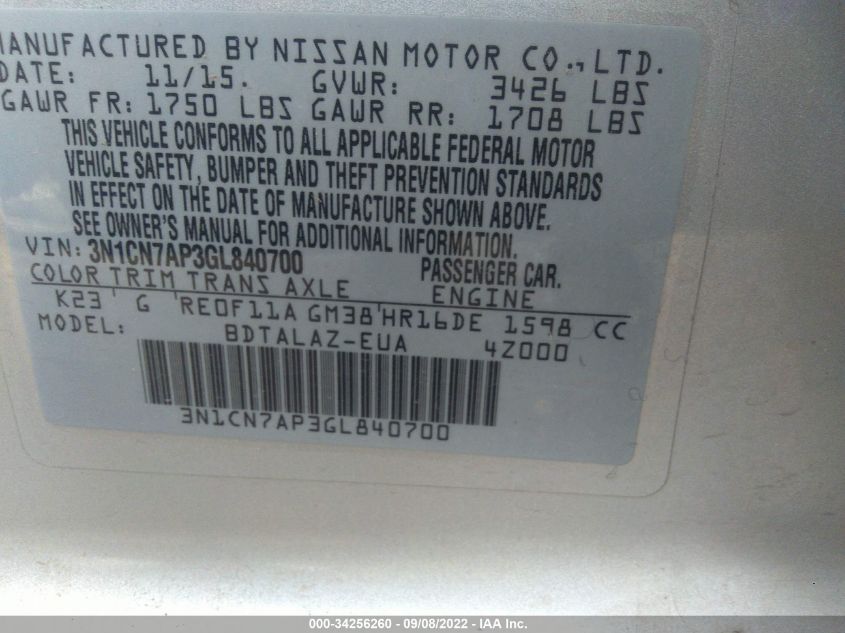 MANUFACTURED BY NISSAN MOTOR CO., LTD.
DATE: 11/15. GVWR: 3426 LBS
GAWR FR: 1750 LBS GAWR RR: 1708 LBS
THIS VEHICLE CONFORMS TO ALL APPLICABLE FEDERAL MOTOR
VEHICLE SAFETY, BUMPER AND THEFT PREVENTION STANDARDS
IN EFFECT ON THE DATE OF MANUFACTURE SHOWN ABOVE.
SEE OWNER'S MANUAL FOR ADDITIONAL INFORMATION.
VIN: 3N1CN7AP3GL840700 PASSENGER CAR.
COLOR TRIM TRANS AXLE ENGINE
K23 G RE0F11A GM38 HR16DE 1598 CC
MODEL: BDTALAZ-EUA 4Z000
3N1CN7AP3GL840700
000-34256260 - 09/08/2022 - IAA Inc.